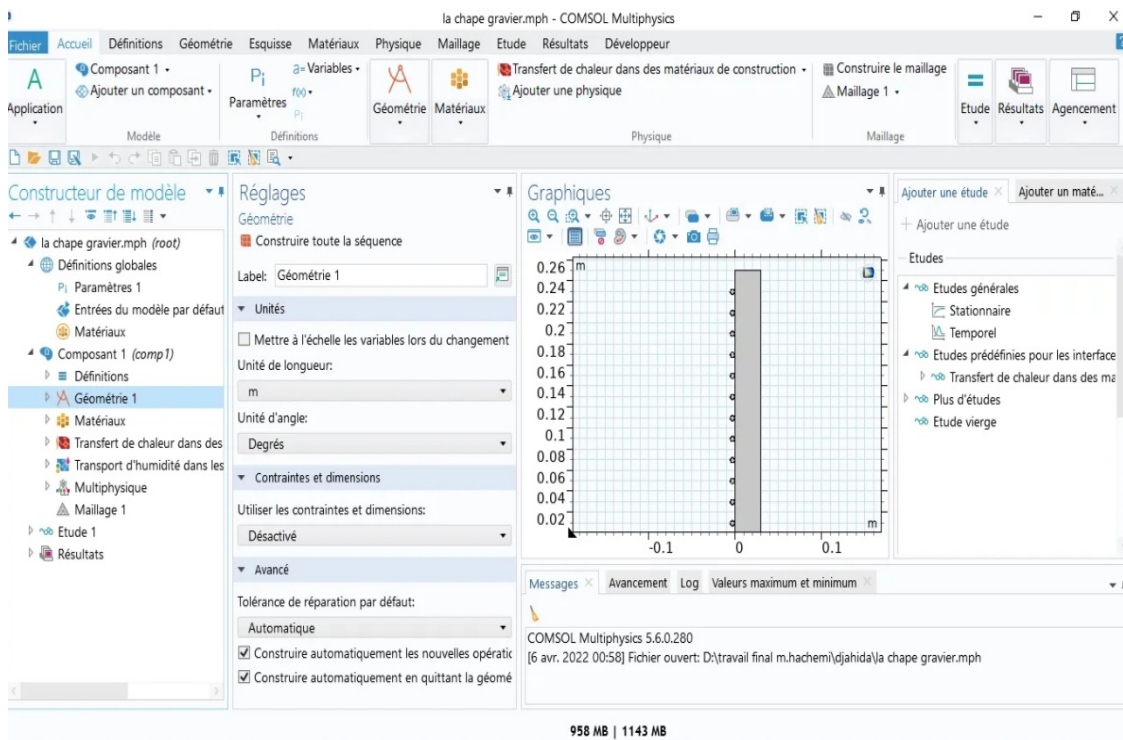 la chape gravier.mph - COMSOL Multiphysics
Fichier Accueil Définitions Géométrie Esquisse Matériaux Physique Maillage Etude Résultats Développeur
A
Application
Composant 1
Ajouter un composant
Modèle
Pi
Paramètres
a= Variables
f(x)
Pi
Définitions
Géométrie
Matériaux
Transfert de chaleur dans des matériaux de construction
Ajouter une physique
Physique
Construire le maillage
Maillage 1
Maillage
Etude
Résultats
Agencement
Constructeur de modèle
la chape gravier.mph (root)
Définitions globales
Pi Paramètres 1
Entrées du modèle par défaut
Matériaux
Composant 1 (comp1)
Définitions
Géométrie 1
Matériaux
Transfert de chaleur dans des
Transport d'humidité dans les
Multiphysique
Maillage 1
Etude 1
Résultats
Réglages
Géométrie
Construire toute la séquence
Label: Géométrie 1
Unités
Mettre à l'échelle les variables lors du changement
Unité de longueur:
m
Unité d'angle:
Degrés
Contraintes et dimensions
Utiliser les contraintes et dimensions:
Désactivé
Avancé
Tolérance de réparation par défaut:
Automatique
Construire automatiquement les nouvelles opératic
Construire automatiquement en quittant la géomé
Graphiques
m
0.26
0.24
0.22
0.2
0.18
0.16
0.14
0.12
0.1
0.08
0.06
0.04
0.02
m
-0.1 0 0.1
Messages Avancement Log Valeurs maximum et minimum
COMSOL Multiphysics 5.6.0.280
[6 avr. 2022 00:58] Fichier ouvert: D:\travail final m.hachemi\djahida\la chape gravier.mph
Ajouter une étude Ajouter un maté...
Ajouter une étude
Etudes
Etudes générales
Stationnaire
Temporel
Etudes prédéfinies pour les interface
Transfert de chaleur dans des ma
Plus d'études
Etude vierge
958 MB | 1143 MB